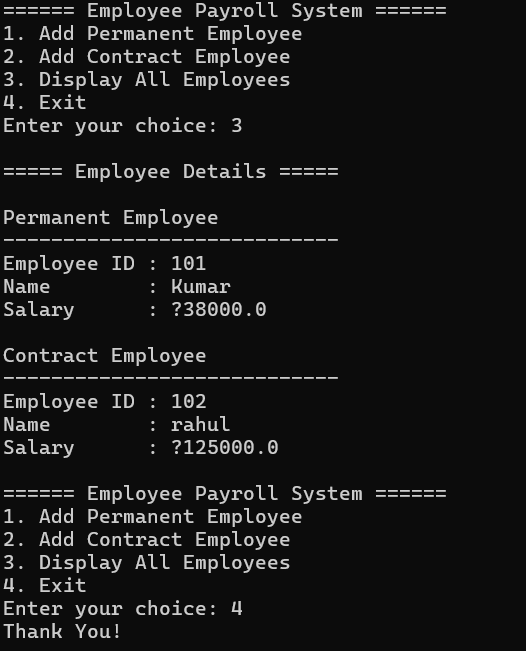 ====== Employee Payroll System ======
1. Add Permanent Employee
2. Add Contract Employee
3. Display All Employees
4. Exit
Enter your choice: 3
===== Employee Details =====
Permanent Employee
----------------------------
Employee ID : 101
Name        : Kumar
Salary      : ?38000.0
Contract Employee
----------------------------
Employee ID : 102
Name        : rahul
Salary      : ?125000.0
====== Employee Payroll System ======
1. Add Permanent Employee
2. Add Contract Employee
3. Display All Employees
4. Exit
Enter your choice: 4
Thank You!